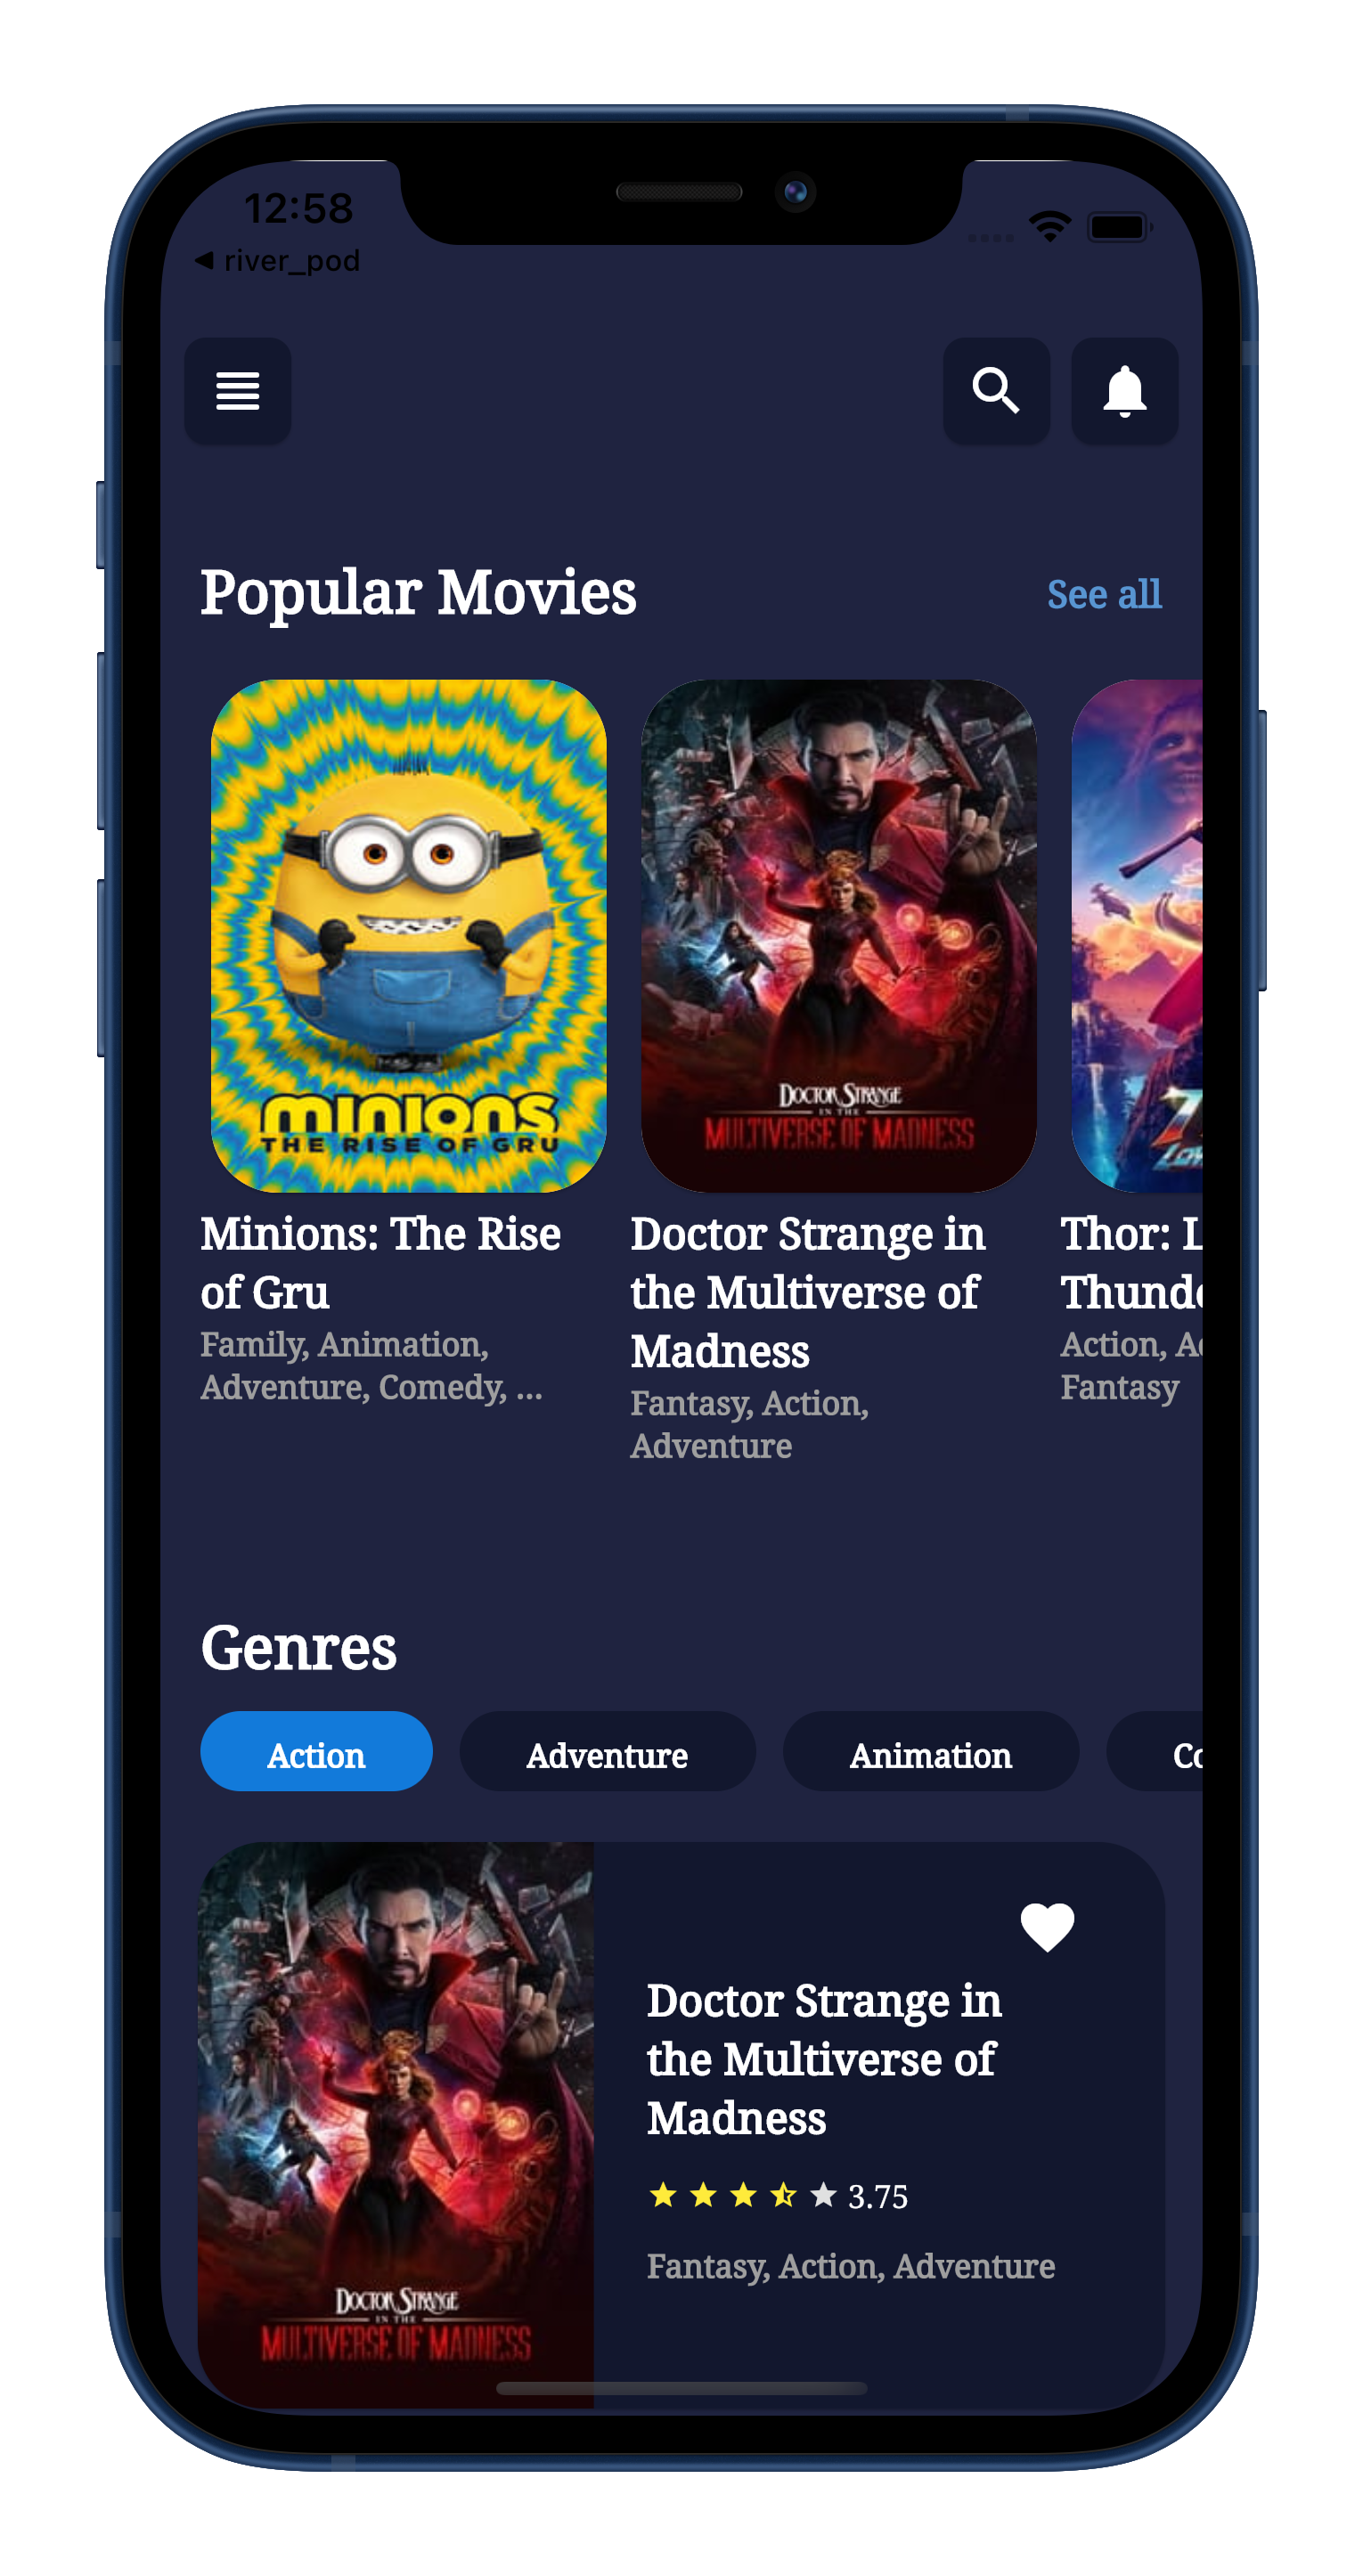 12:58
◀ river_pod
Popular Movies
See all
minions
THE RISE OF GRU
DOCTOR STRANGE
IN THE
MULTIVERSE OF MADNESS
Minions: The Rise
of Gru
Family, Animation,
Adventure, Comedy, ...
Doctor Strange in
the Multiverse of
Madness
Fantasy, Action,
Adventure
Thor: L
Thunde
Action, Ad
Fantasy
Genres
Action
Adventure
Animation
Co
DOCTOR STRANGE
IN THE
MULTIVERSE OF MADNESS
Doctor Strange in
the Multiverse of
Madness
3.75
Fantasy, Action, Adventure